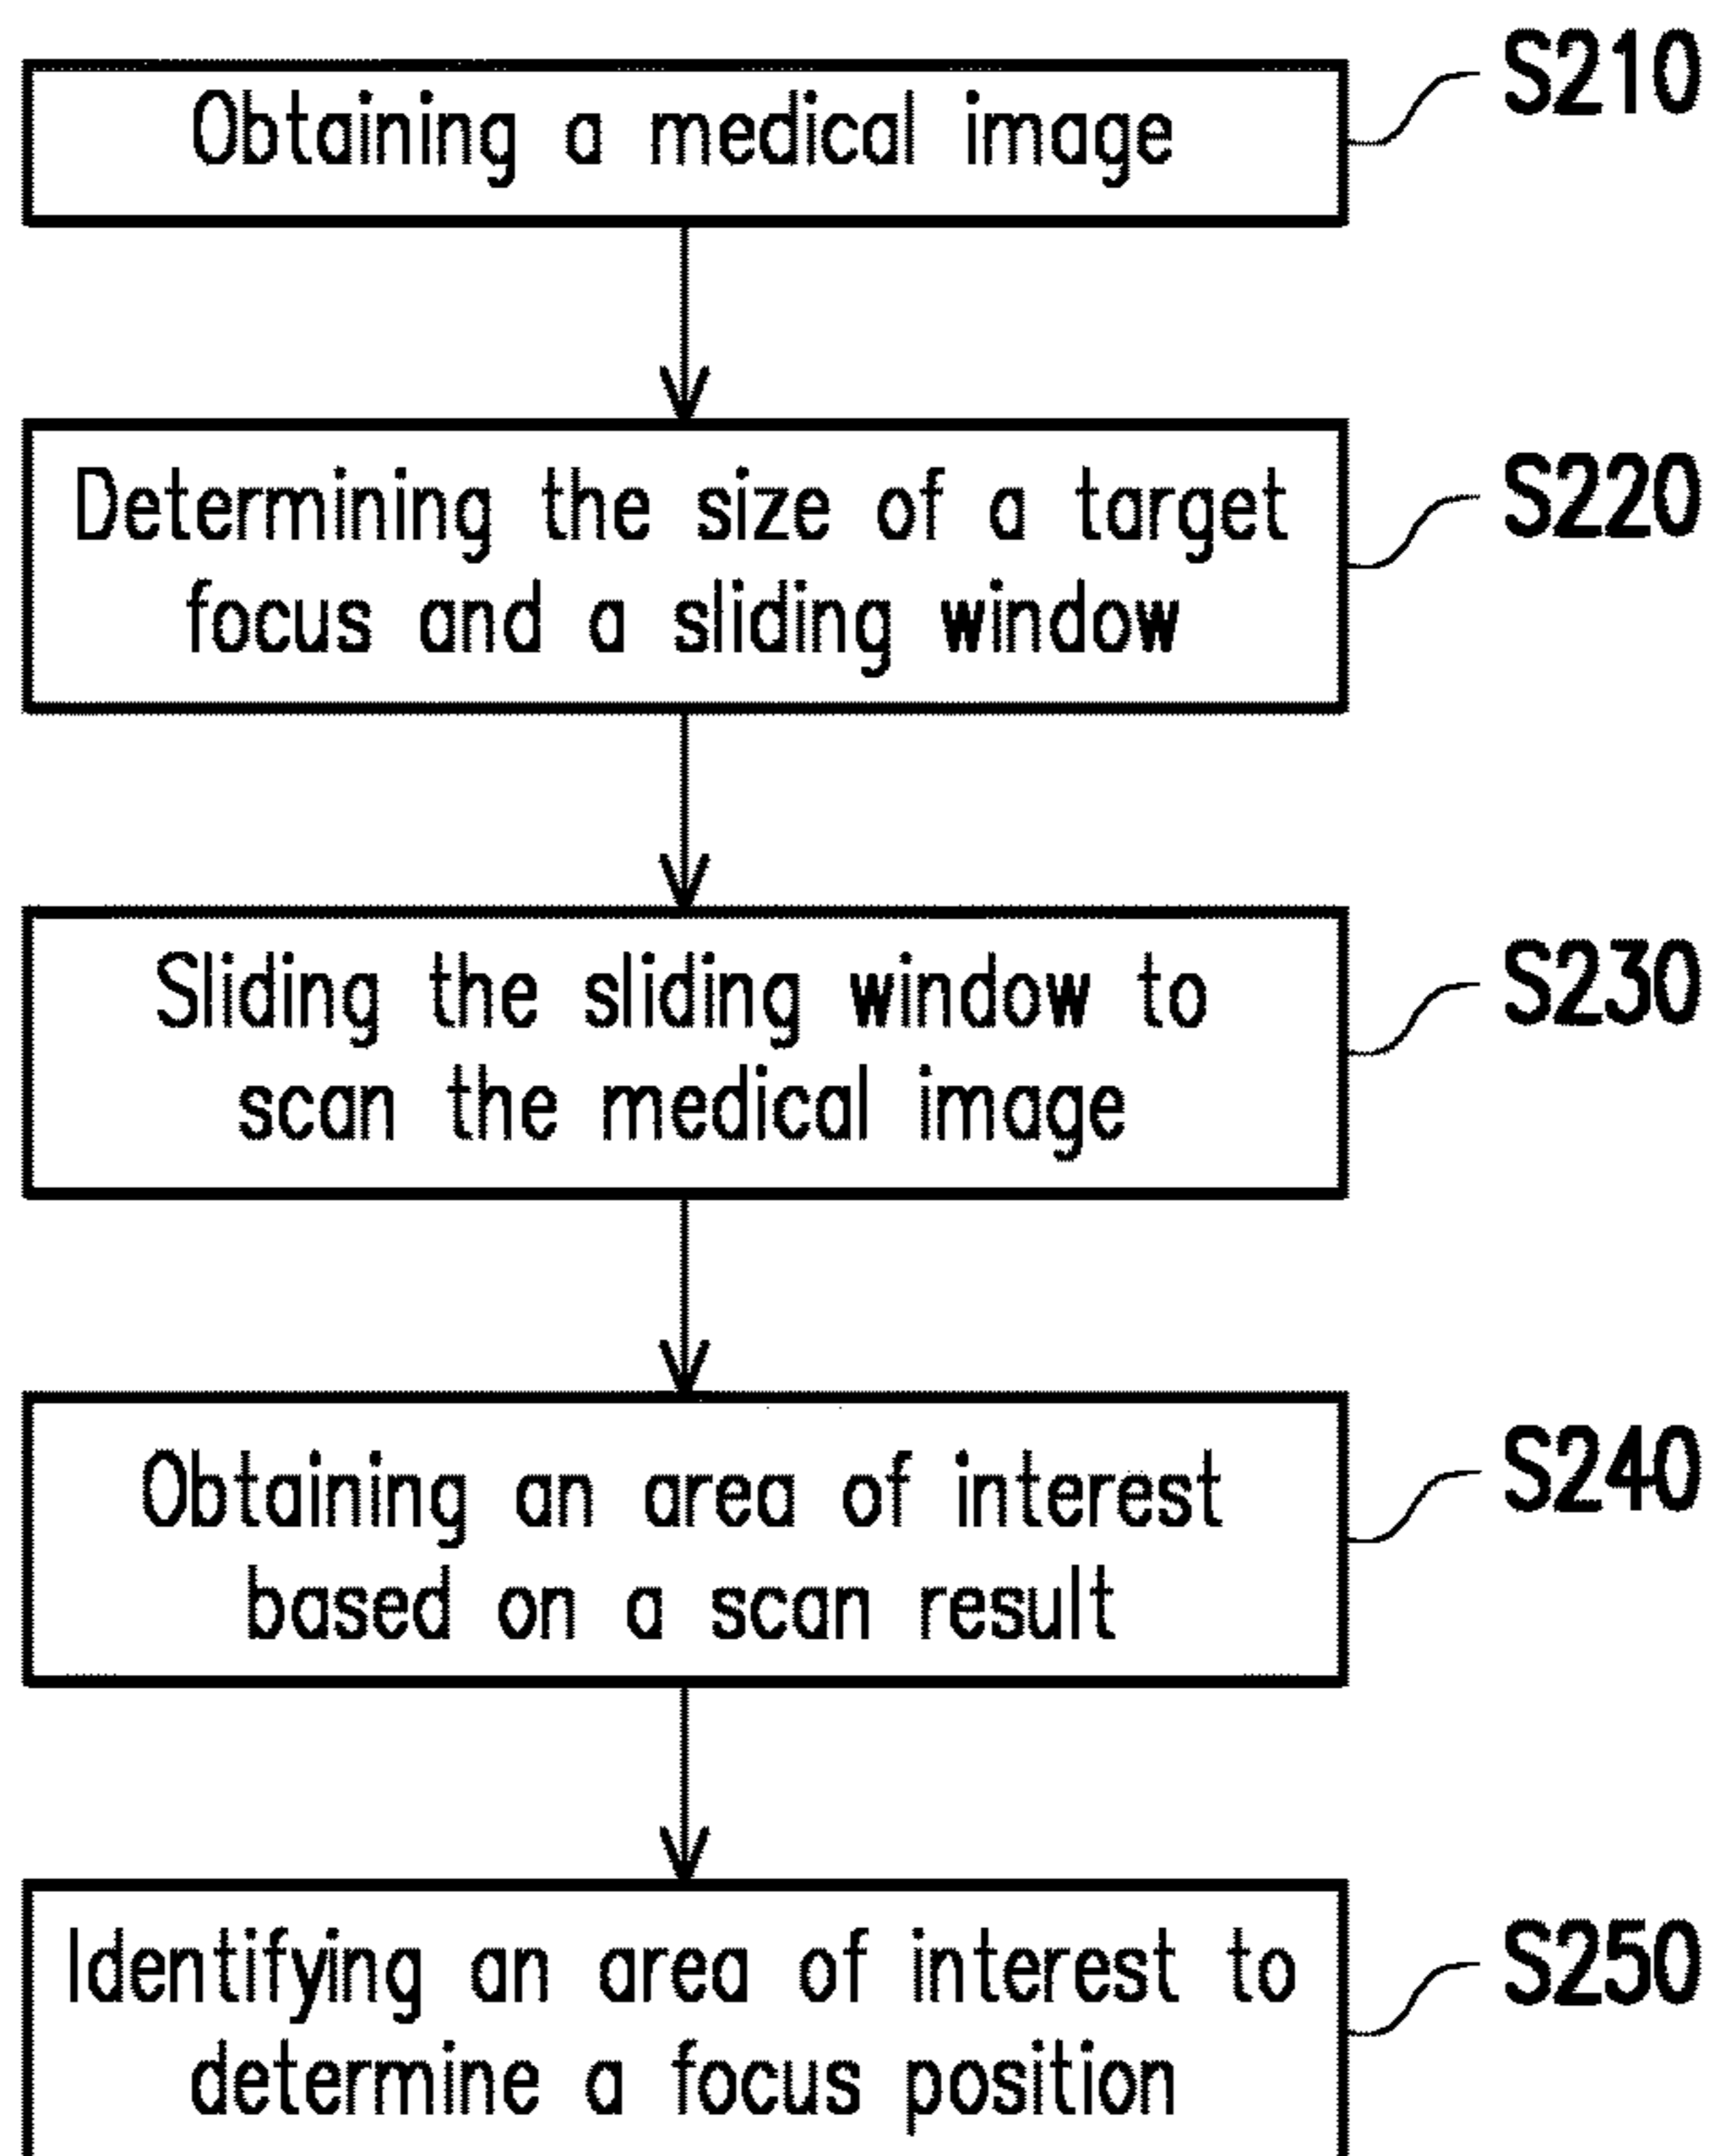 Obtaining a medical image
S210
Determining the size of a target
focus and a sliding window
S220
Sliding the sliding window to
scan the medical image
S230
Obtaining an area of interest
based on a scan result
S240
Identifying an area of interest to
determine a focus position
S250